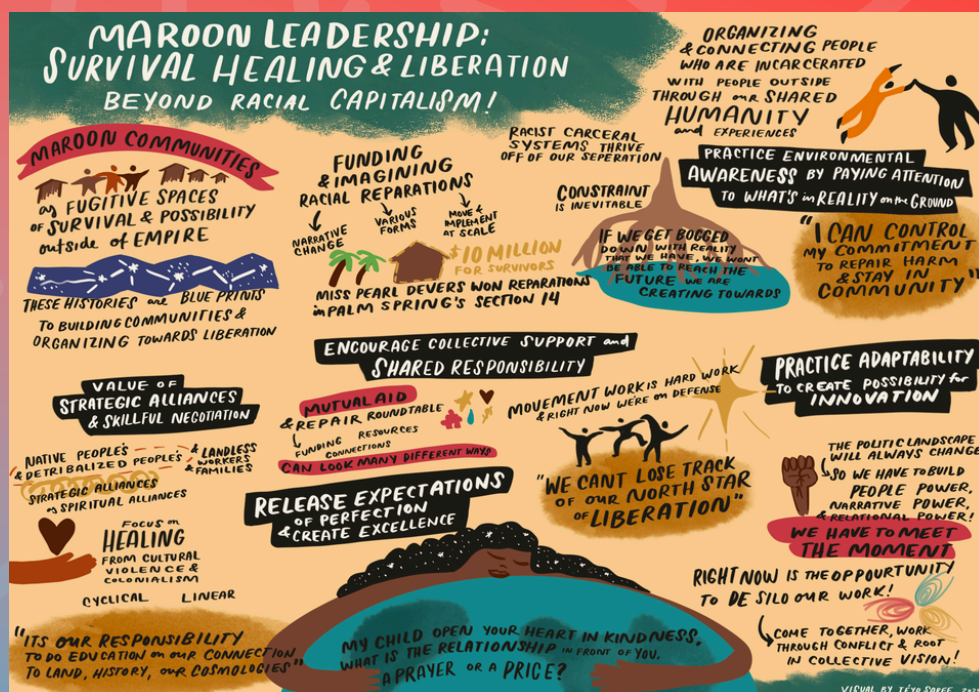 MAROON LEADERSHIP:
SURVIVAL HEALING & LIBERATION
BEYOND RACIAL CAPITALISM!
MAROON COMMUNITIES
as FUGITIVE SPACES
of SURVIVAL & POSSIBILITY
outside of EMPIRE
THESE HISTORIES are BLUE PRINTS
TO BUILDING COMMUNITIES &
ORGANIZING TOWARDS LIBERATION
FUNDING
& IMAGINING
RACIAL REPARATIONS
NARRATIVE
CHANGE
VARIOUS
FORMS
MOVE &
IMPLEMENT
AT SCALE
$10 MILLION
FOR SURVIVORS
MISS PEARL DEVERS WON REPARATIONS
in PALM SPRING'S SECTION 14
RACIST CARCERAL
SYSTEMS THRIVE
OFF OF OUR SEPERATION
CONSTRAINT
IS INEVITABLE
IF WE GET BOGGED
DOWN WITH REALITY
THAT WE HAVE, WE WONT
BE ABLE TO REACH THE
FUTURE WE ARE
CREATING TOWARDS
ORGANIZING
& CONNECTING PEOPLE
WHO ARE INCARCERATED
WITH PEOPLE OUTSIDE
THROUGH our SHARED
HUMANITY
and EXPERIENCES
PRACTICE ENVIRONMENTAL
AWARENESS BY PAYING ATTENTION
TO WHAT'S in REALITY on the GROUND
"I CAN CONTROL
MY COMMITMENT
TO REPAIR HARM
& STAY IN
COMMUNITY"
VALUE OF
STRATEGIC ALLIANCES
& SKILLFUL NEGOTIATION
NATIVE PEOPLE'S
& DETRIBALIZED PEOPLE'S
& LANDLESS
WORKERS
& FAMILIES
STRATEGIC ALLIANCES
as SPIRITUAL ALLIANCES
FOCUS on
HEALING
FROM CULTURAL
VIOLENCE &
COLONIALISM
CYCLICAL LINEAR
"ITS OUR RESPONSIBILITY
TO DO EDUCATION on our CONNECTION
TO LAND, HISTORY, our COSMOLOGIES"
ENCOURAGE COLLECTIVE SUPPORT and
SHARED RESPONSIBILITY
MUTUAL AID
& REPAIR ROUNDTABLE
FUNDING RESOURCES
CONNECTIONS
CAN LOOK MANY DIFFERENT WAYS
RELEASE EXPECTATIONS
OF PERFECTION
& CREATE EXCELLENCE
MOVEMENT WORK IS HARD WORK
& RIGHT NOW WE'RE ON DEFENSE
"WE CANT LOSE TRACK
OF OUR NORTH STAR
OF LIBERATION"
MY CHILD OPEN YOUR HEART IN KINDNESS,
WHAT IS THE RELATIONSHIP IN FRONT OF YOU.
A PRAYER OR A PRICE?
PRACTICE ADAPTABILITY
TO CREATE POSSIBILITY for
INNOVATION
THE POLITIC LANDSCAPE
WILL ALWAYS CHANGE
SO WE HAVE TO BUILD
PEOPLE POWER,
NARRATIVE POWER,
& RELATIONAL POWER!
WE HAVE TO MEET
THE MOMENT
RIGHT NOW IS THE OPPOURTUNITY
TO DE SILO OUR WORK!
COME TOGETHER, WORK
THROUGH CONFLICT & ROOT
IN COLLECTIVE VISION!
VISUAL BY